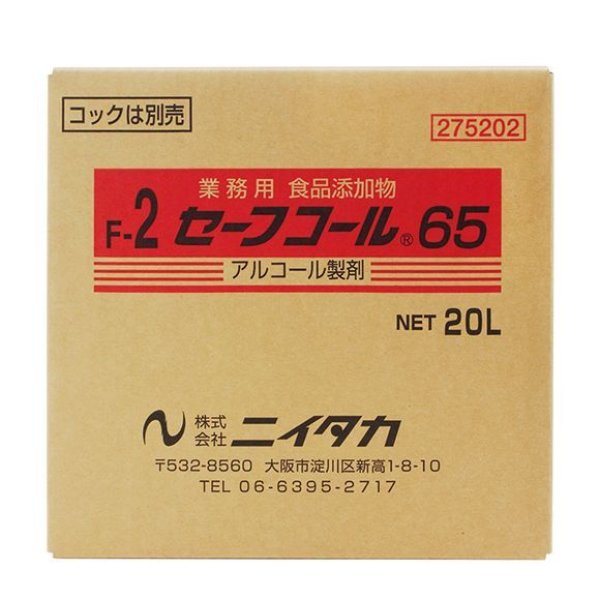 コックは別売
275202
業務用 食品添加物
F-2 セーフコール® 65
アルコール製剤
NET 20L
株式会社 ニイタカ
〒532-8560 大阪市淀川区新高1-8-10
TEL 06-6395-2717